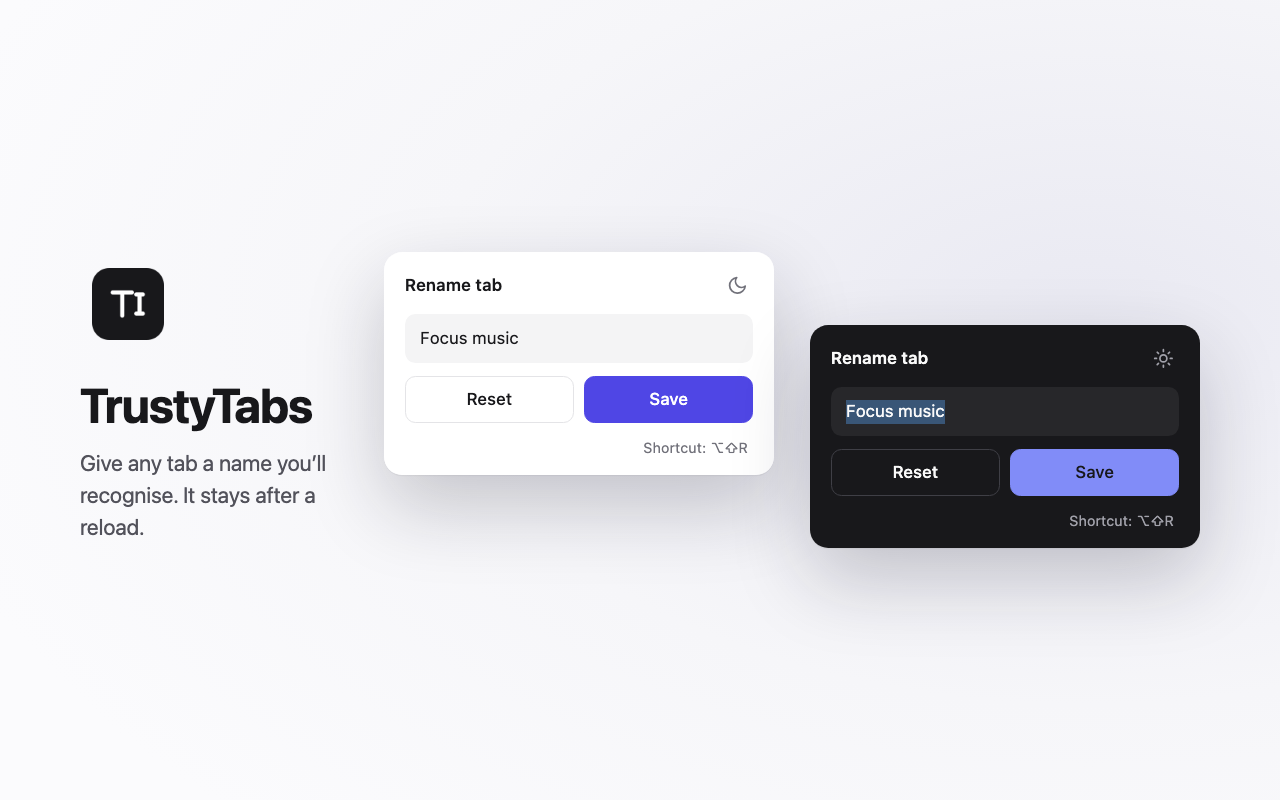 TI
TrustyTabs
Give any tab a name you’ll
recognise. It stays after a
reload.
Rename tab
Focus music
Reset
Save
Shortcut: ⌥⇧R
Rename tab
Focus music
Reset
Save
Shortcut: ⌥⇧R